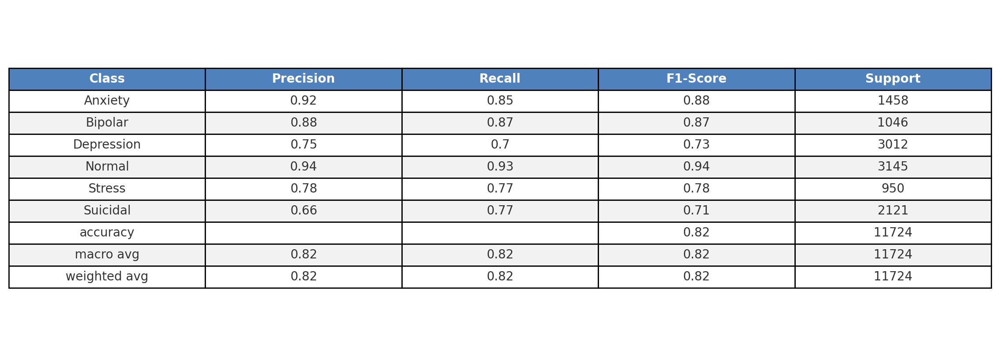 Class Precision Recall F1-Score Support
Anxiety 0.92 0.85 0.88 1458
Bipolar 0.88 0.87 0.87 1046
Depression 0.75 0.7 0.73 3012
Normal 0.94 0.93 0.94 3145
Stress 0.78 0.77 0.78 950
Suicidal 0.66 0.77 0.71 2121
accuracy 0.82 11724
macro avg 0.82 0.82 0.82 11724
weighted avg 0.82 0.82 0.82 11724